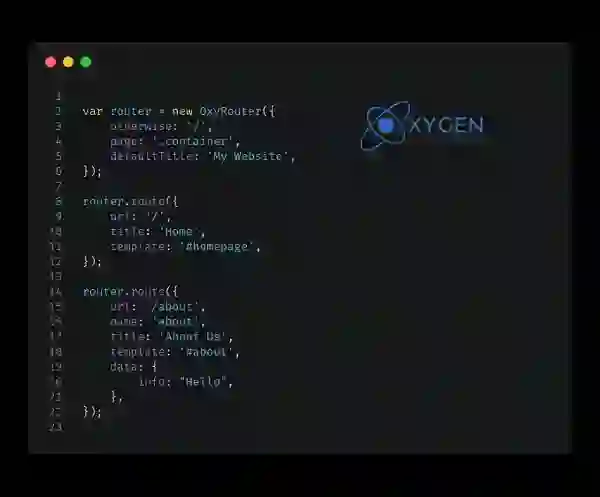 1
2 var router = new OxyRouter({
3 otherwise: '/',
4 page: '.container',
5 defaultTitle: 'My Website',
6 });
7
8 router.route({
9 url: '/',
10 title: 'Home',
11 template: '#homepage',
12 });
13
14 router.route({
15 url: '/about',
16 name: 'about',
17 title: 'About Us',
18 template: '#about',
19 data: {
20 info: "Hello",
21 },
22 });
23
OXYGEN